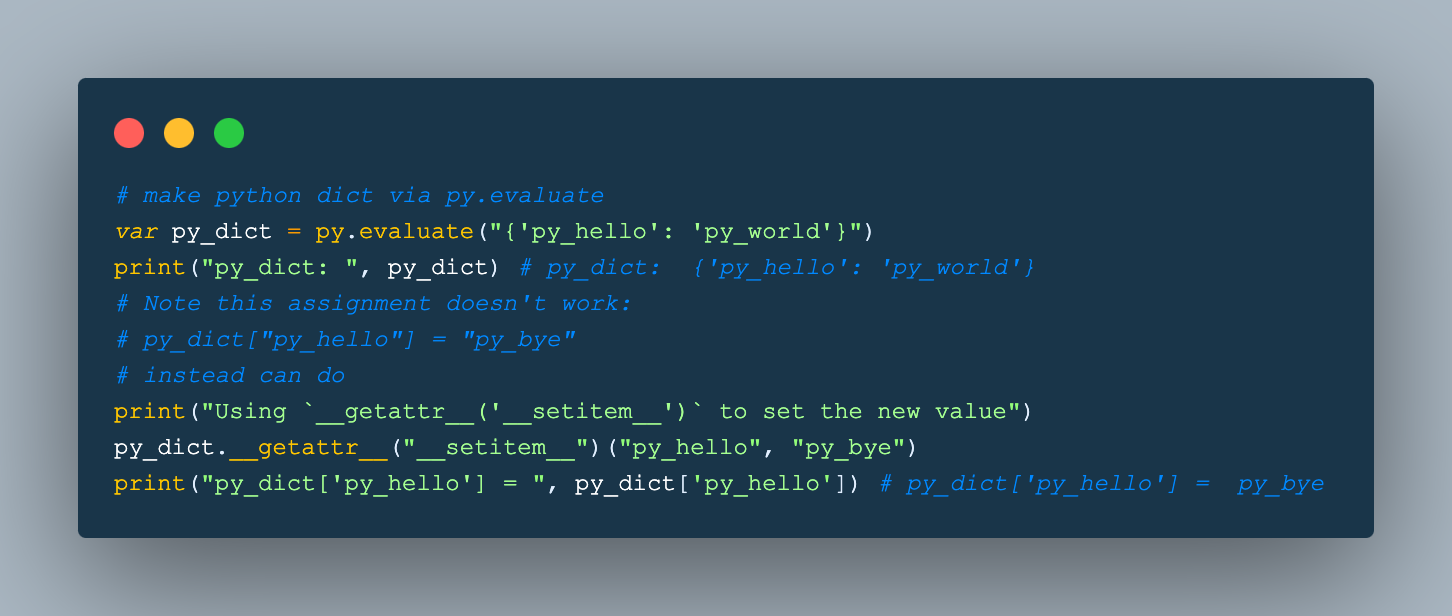 # make python dict via py.evaluate
var py_dict = py.evaluate("{'py_hello': 'py_world'}")
print("py_dict: ", py_dict) # py_dict:  {'py_hello': 'py_world'}
# Note this assignment doesn't work:
# py_dict["py_hello"] = "py_bye"
# instead can do
print("Using `__getattr__('__setitem__')` to set the new value")
py_dict.__getattr__("__setitem__")("py_hello", "py_bye")
print("py_dict['py_hello'] = ", py_dict['py_hello']) # py_dict['py_hello'] =  py_bye